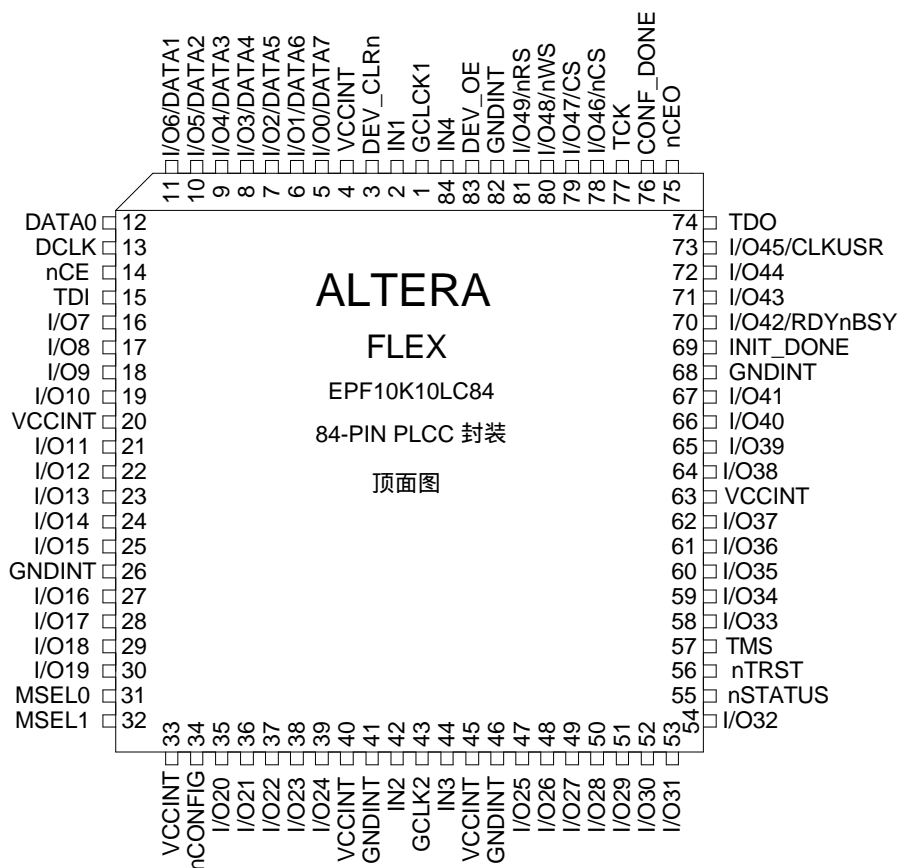 I/O6/DATA1
I/O5/DATA2
I/O4/DATA3
I/O3/DATA4
I/O2/DATA5
I/O1/DATA6
I/O0/DATA7
VCCINT
DEV_CLRn
IN1
GCLCK1
IN4
DEV_OE
GNDINT
I/O49/nRS
I/O48/nWS
I/O47/CS
I/O46/nCS
TCK
CONF_DONE
nCEO
11 10 9 8 7 6 5 4 3 2 1 84 83 82 81 80 79 78 77 76 75
DATA0 12
DCLK 13
nCE 14
TDI 15
I/O7 16
I/O8 17
I/O9 18
I/O10 19
VCCINT 20
I/O11 21
I/O12 22
I/O13 23
I/O14 24
I/O15 25
GNDINT 26
I/O16 27
I/O17 28
I/O18 29
I/O19 30
MSEL0 31
MSEL1 32
ALTERA
FLEX
EPF10K10LC84
84-PIN PLCC 封装
顶面图
74 TDO
73 I/O45/CLKUSR
72 I/O44
71 I/O43
70 I/O42/RDYnBSY
69 INIT_DONE
68 GNDINT
67 I/O41
66 I/O40
65 I/O39
64 I/O38
63 VCCINT
62 I/O37
61 I/O36
60 I/O35
59 I/O34
58 I/O33
57 TMS
56 nTRST
55 nSTATUS
54 I/O32
33 34 35 36 37 38 39 40 41 42 43 44 45 46 47 48 49 50 51 52 53
VCCINT
nCONFIG
I/O20
I/O21
I/O22
I/O23
I/O24
VCCINT
GNDINT
IN2
GCLK2
IN3
VCCINT
GNDINT
I/O25
I/O26
I/O27
I/O28
I/O29
I/O30
I/O31